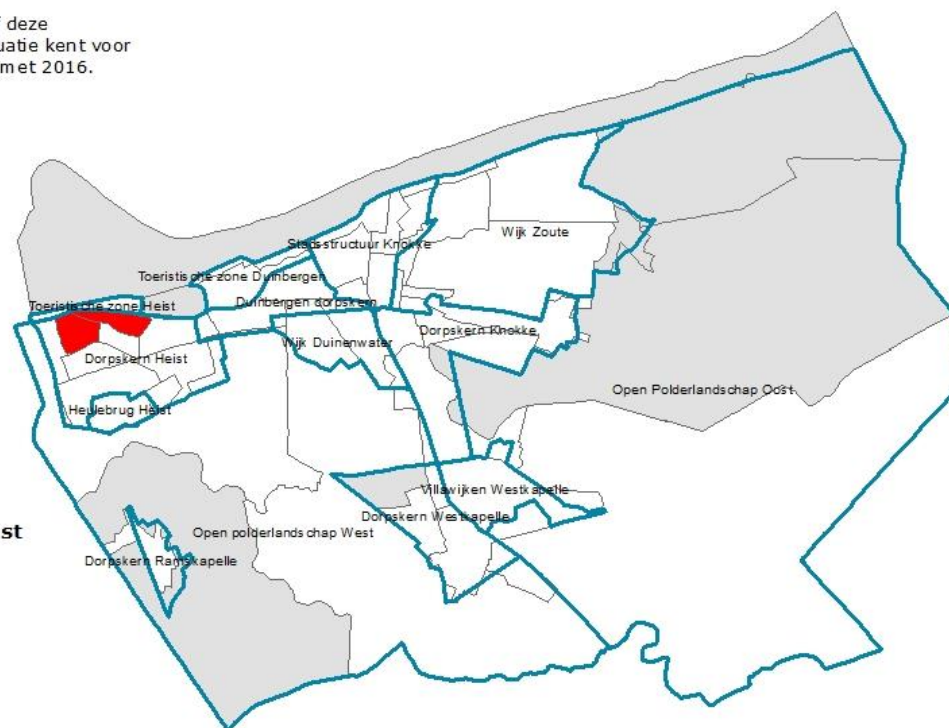 deze
uatie kent voor
met 2016.
Wijk Zoute
Stadsstructuur Knokke
Toeristische zone Duinbergen
Duinbergen dorpskern
Toeristische zone Heist
Dorpskern Knokke
Wijk Duinenwater
Dorpskern Heist
Open Polderlandschap Oost
Heulebrug Heist
Villawijken Westkapelle
Dorpskern Westkapelle
st
Open polderlandschap West
Dorpskern Ramskapelle